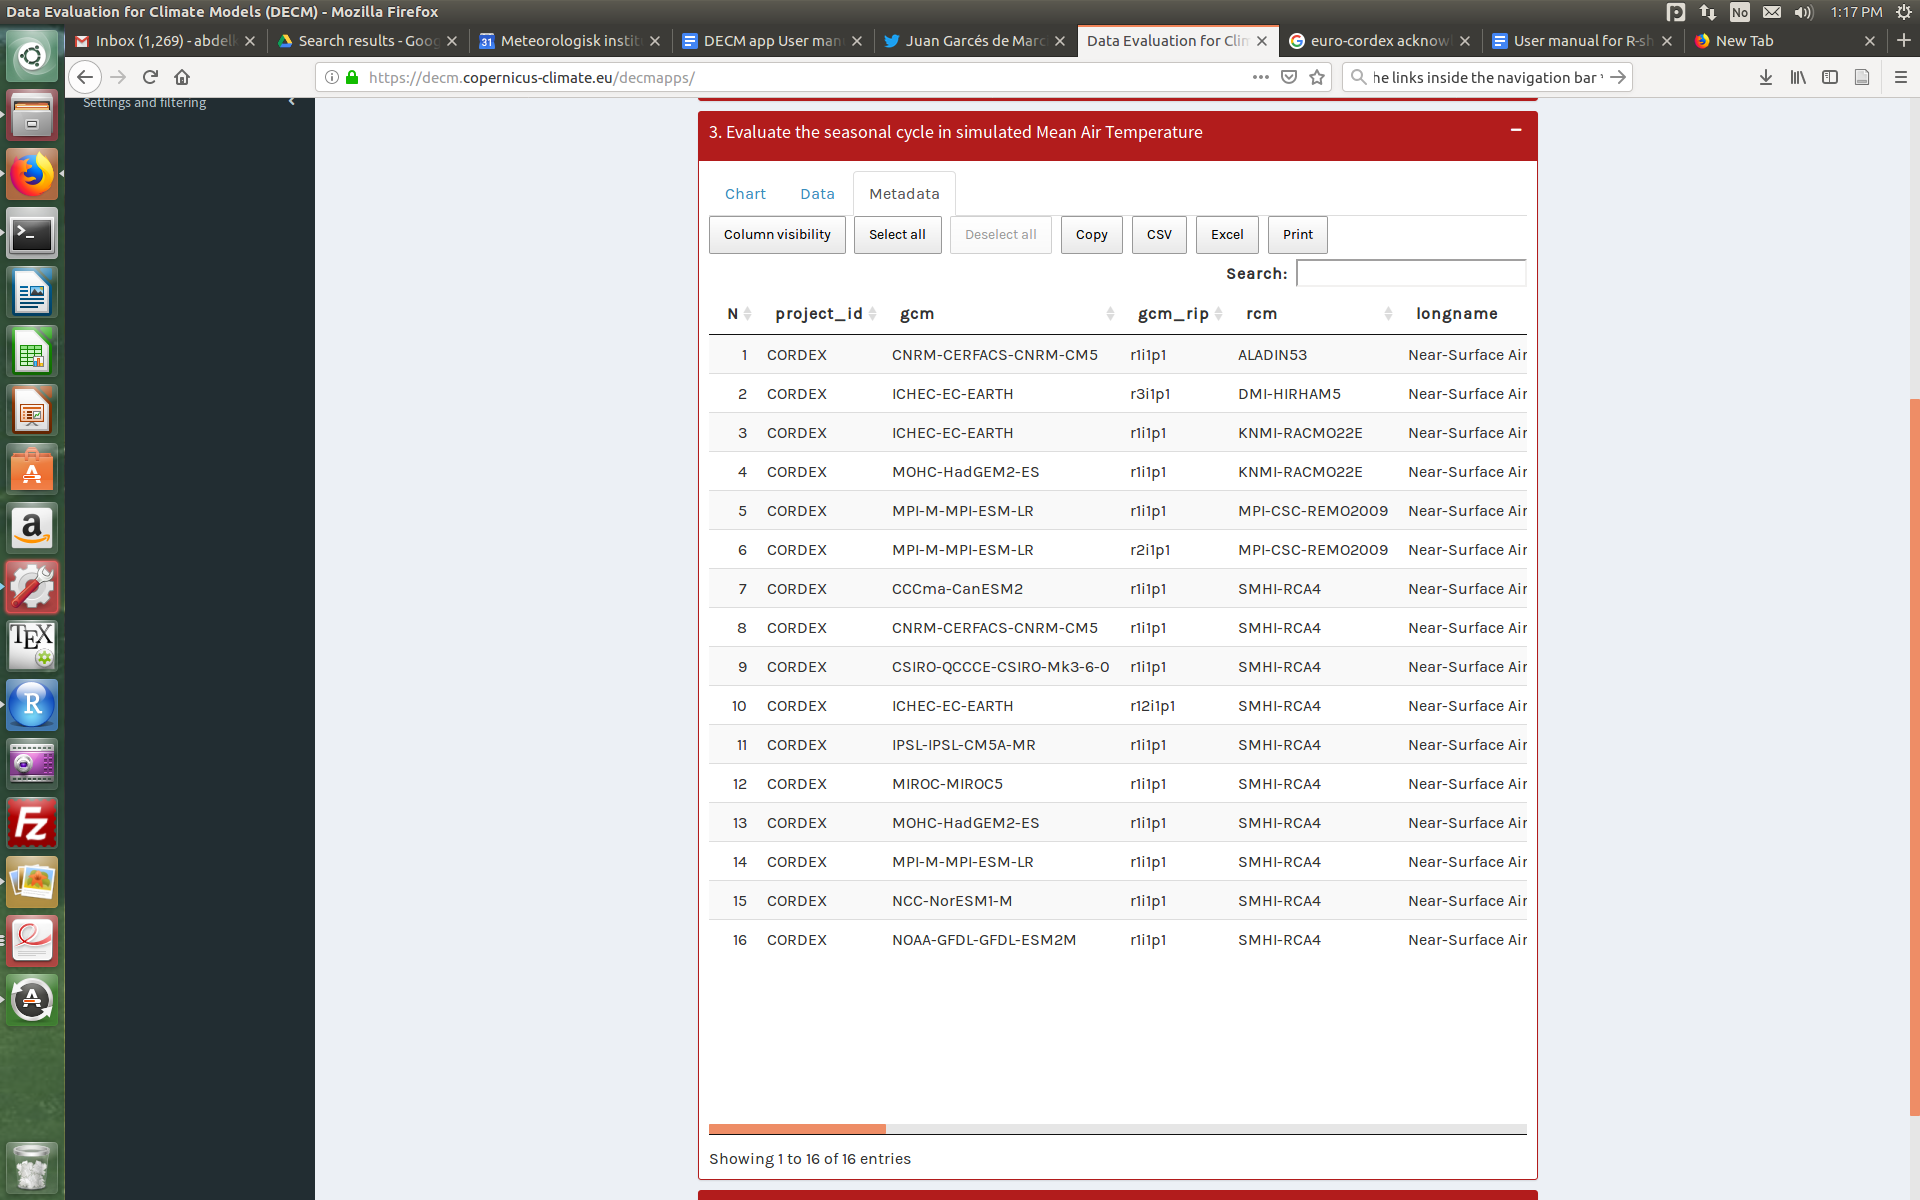 Data Evaluation for Climate Models (DECM) - Mozilla Firefox
No
1:17 PM
Inbox (1,269) - abdelk
Search results - Goog
31 Meteorologisk instit
DECM app User man
Juan Garcés de Marc
Data Evaluation for Clim
euro-cordex acknow
User manual for R-sh
New Tab
https://decm.copernicus-climate.eu/decmapps/
he links inside the navigation bar
Settings and filtering
3. Evaluate the seasonal cycle in simulated Mean Air Temperature
Chart Data Metadata
Column visibility Select all Deselect all Copy CSV Excel Print
Search:
N project_id gcm gcm_rip rcm longname
1 CORDEX CNRM-CERFACS-CNRM-CM5 r1i1p1 ALADIN53 Near-Surface Air
2 CORDEX ICHEC-EC-EARTH r3i1p1 DMI-HIRHAM5 Near-Surface Air
3 CORDEX ICHEC-EC-EARTH r1i1p1 KNMI-RACMO22E Near-Surface Air
4 CORDEX MOHC-HadGEM2-ES r1i1p1 KNMI-RACMO22E Near-Surface Air
5 CORDEX MPI-M-MPI-ESM-LR r1i1p1 MPI-CSC-REMO2009 Near-Surface Air
6 CORDEX MPI-M-MPI-ESM-LR r2i1p1 MPI-CSC-REMO2009 Near-Surface Air
7 CORDEX CCCma-CanESM2 r1i1p1 SMHI-RCA4 Near-Surface Air
8 CORDEX CNRM-CERFACS-CNRM-CM5 r1i1p1 SMHI-RCA4 Near-Surface Air
9 CORDEX CSIRO-QCCCE-CSIRO-Mk3-6-0 r1i1p1 SMHI-RCA4 Near-Surface Air
10 CORDEX ICHEC-EC-EARTH r12i1p1 SMHI-RCA4 Near-Surface Air
11 CORDEX IPSL-IPSL-CM5A-MR r1i1p1 SMHI-RCA4 Near-Surface Air
12 CORDEX MIROC-MIROC5 r1i1p1 SMHI-RCA4 Near-Surface Air
13 CORDEX MOHC-HadGEM2-ES r1i1p1 SMHI-RCA4 Near-Surface Air
14 CORDEX MPI-M-MPI-ESM-LR r1i1p1 SMHI-RCA4 Near-Surface Air
15 CORDEX NCC-NorESM1-M r1i1p1 SMHI-RCA4 Near-Surface Air
16 CORDEX NOAA-GFDL-GFDL-ESM2M r1i1p1 SMHI-RCA4 Near-Surface Air
Showing 1 to 16 of 16 entries